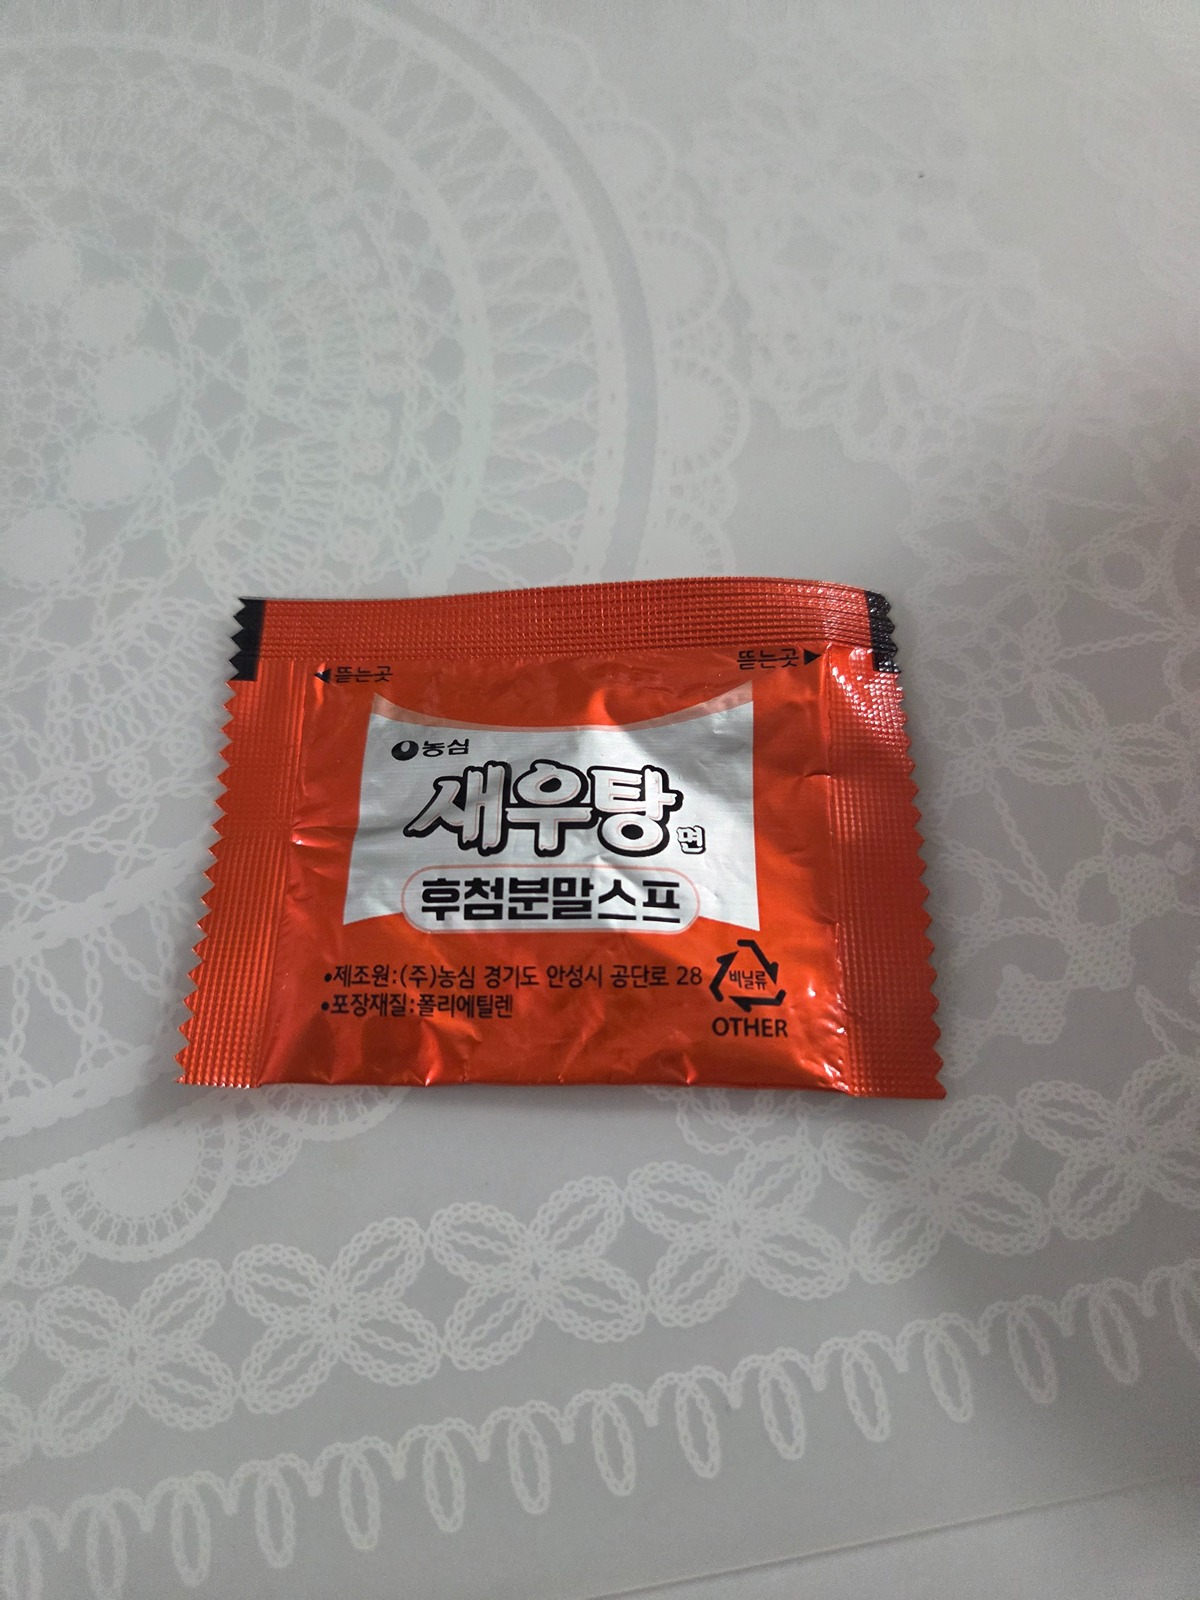 ◀뜯는곳 뜯는곳▶
농심
새우탕면
후첨분말스프
•제조원:(주)농심 경기도 안성시 공단로 28
•포장재질:폴리에틸렌
비닐류
OTHER